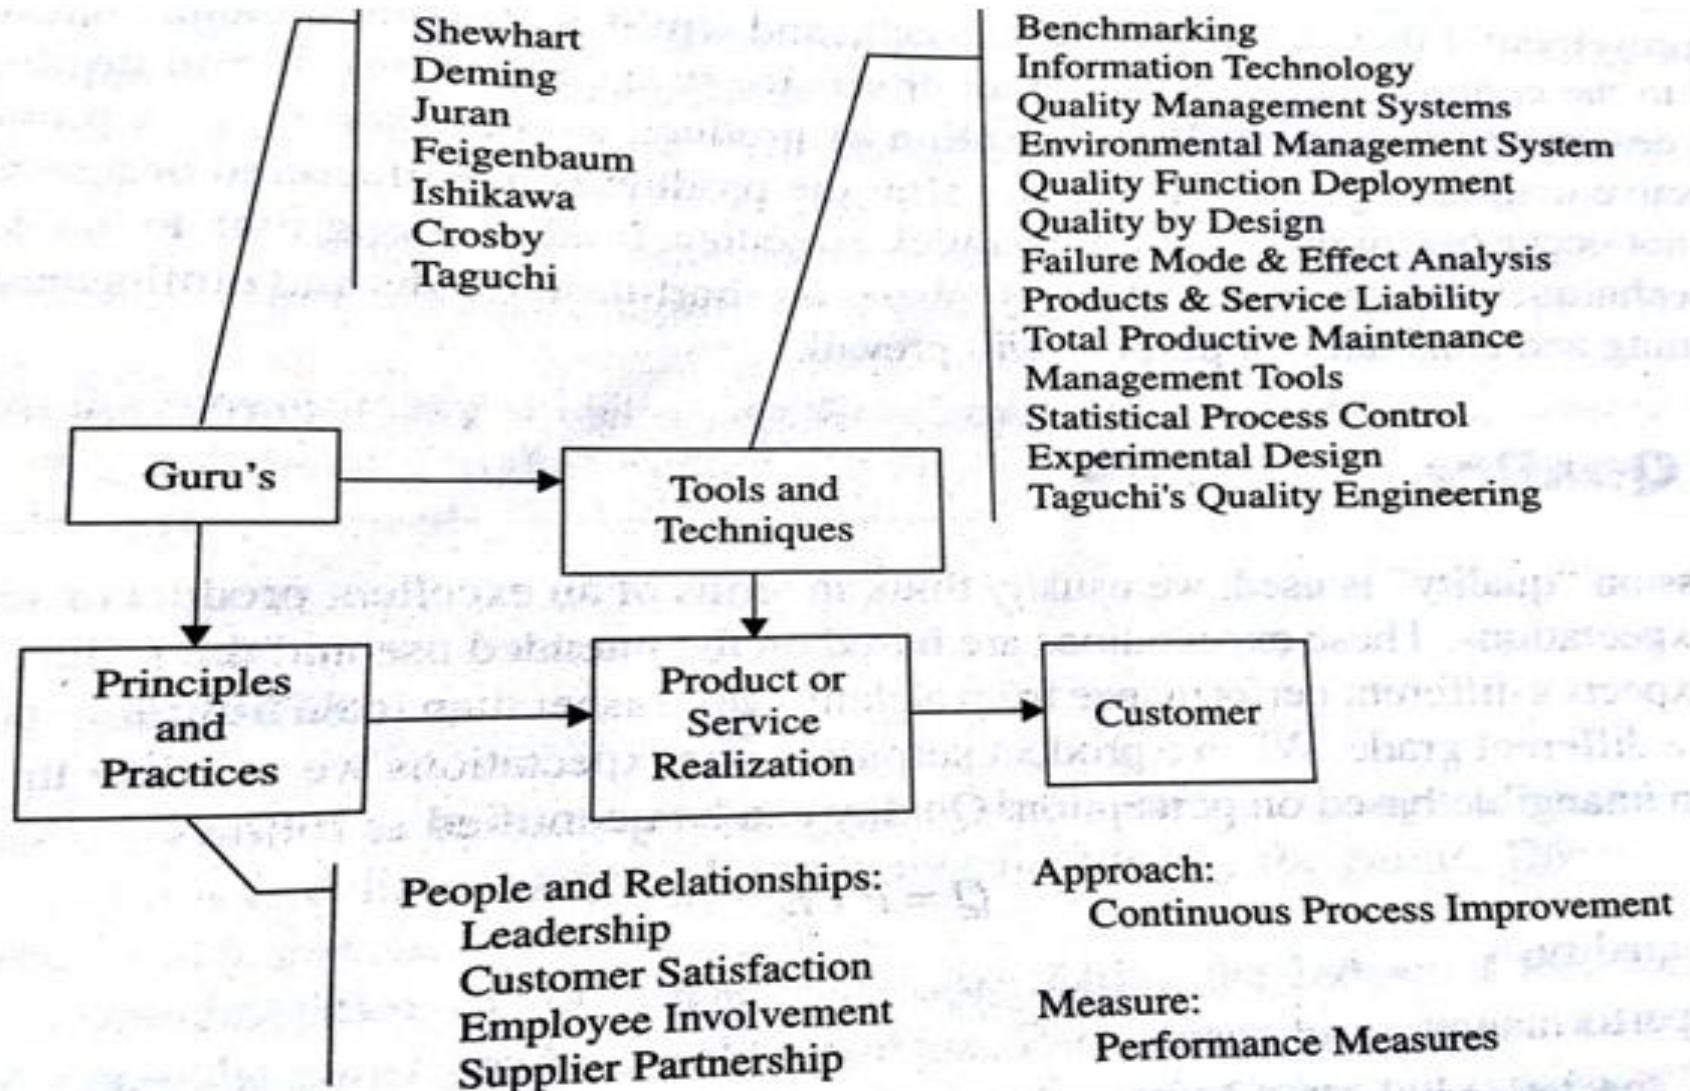 Shewhart
Deming
Juran
Feigenbaum
Ishikawa
Crosby
Taguchi
Benchmarking
Information Technology
Quality Management Systems
Environmental Management System
Quality Function Deployment
Quality by Design
Failure Mode & Effect Analysis
Products & Service Liability
Total Productive Maintenance
Management Tools
Statistical Process Control
Experimental Design
Taguchi's Quality Engineering
Guru's
Tools and
Techniques
Principles
and
Practices
Product or
Service
Realization
Customer
People and Relationships:
Leadership
Customer Satisfaction
Employee Involvement
Supplier Partnership
Approach:
Continuous Process Improvement
Measure:
Performance Measures